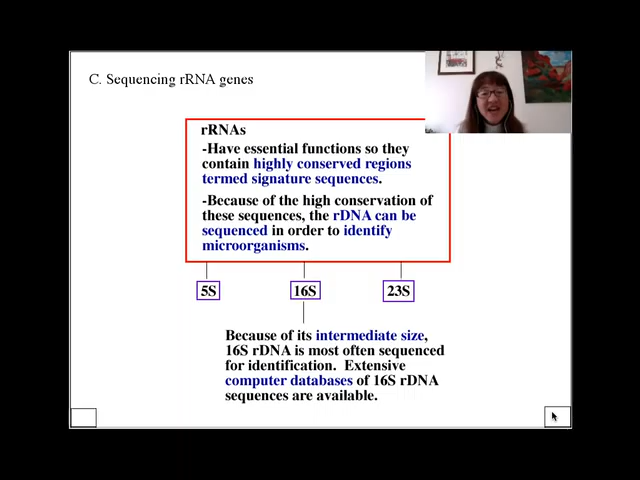 C. Sequencing rRNA genes
rRNAs
-Have essential functions so they
contain highly conserved regions
termed signature sequences.
-Because of the high conservation of
these sequences, the rDNA can be
sequenced in order to identify
microorganisms.
5S 16S 23S
Because of its intermediate size,
16S rDNA is most often sequenced
for identification. Extensive
computer databases of 16S rDNA
sequences are available.